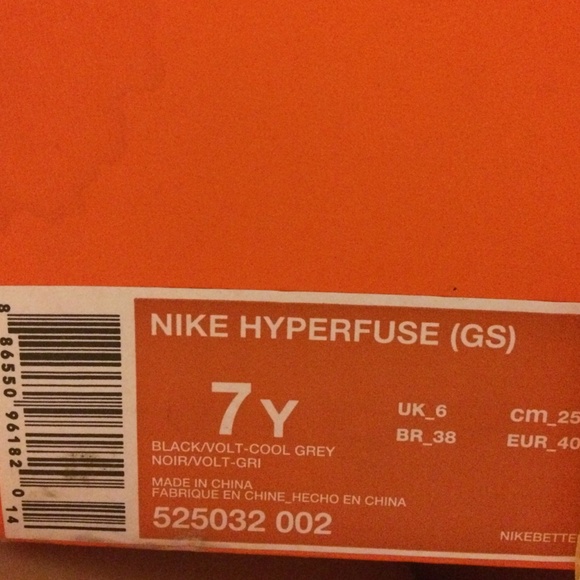 NIKE HYPERFUSE (GS)
7Y
UK_6
cm_25
BR_38
EUR_40
BLACK/VOLT-COOL GREY
NOIR/VOLT-GRI
MADE IN CHINA
FABRIQUE EN CHINE_HECHO EN CHINA
525032 002
NIKEBETTE
8 86550 96182 0 14